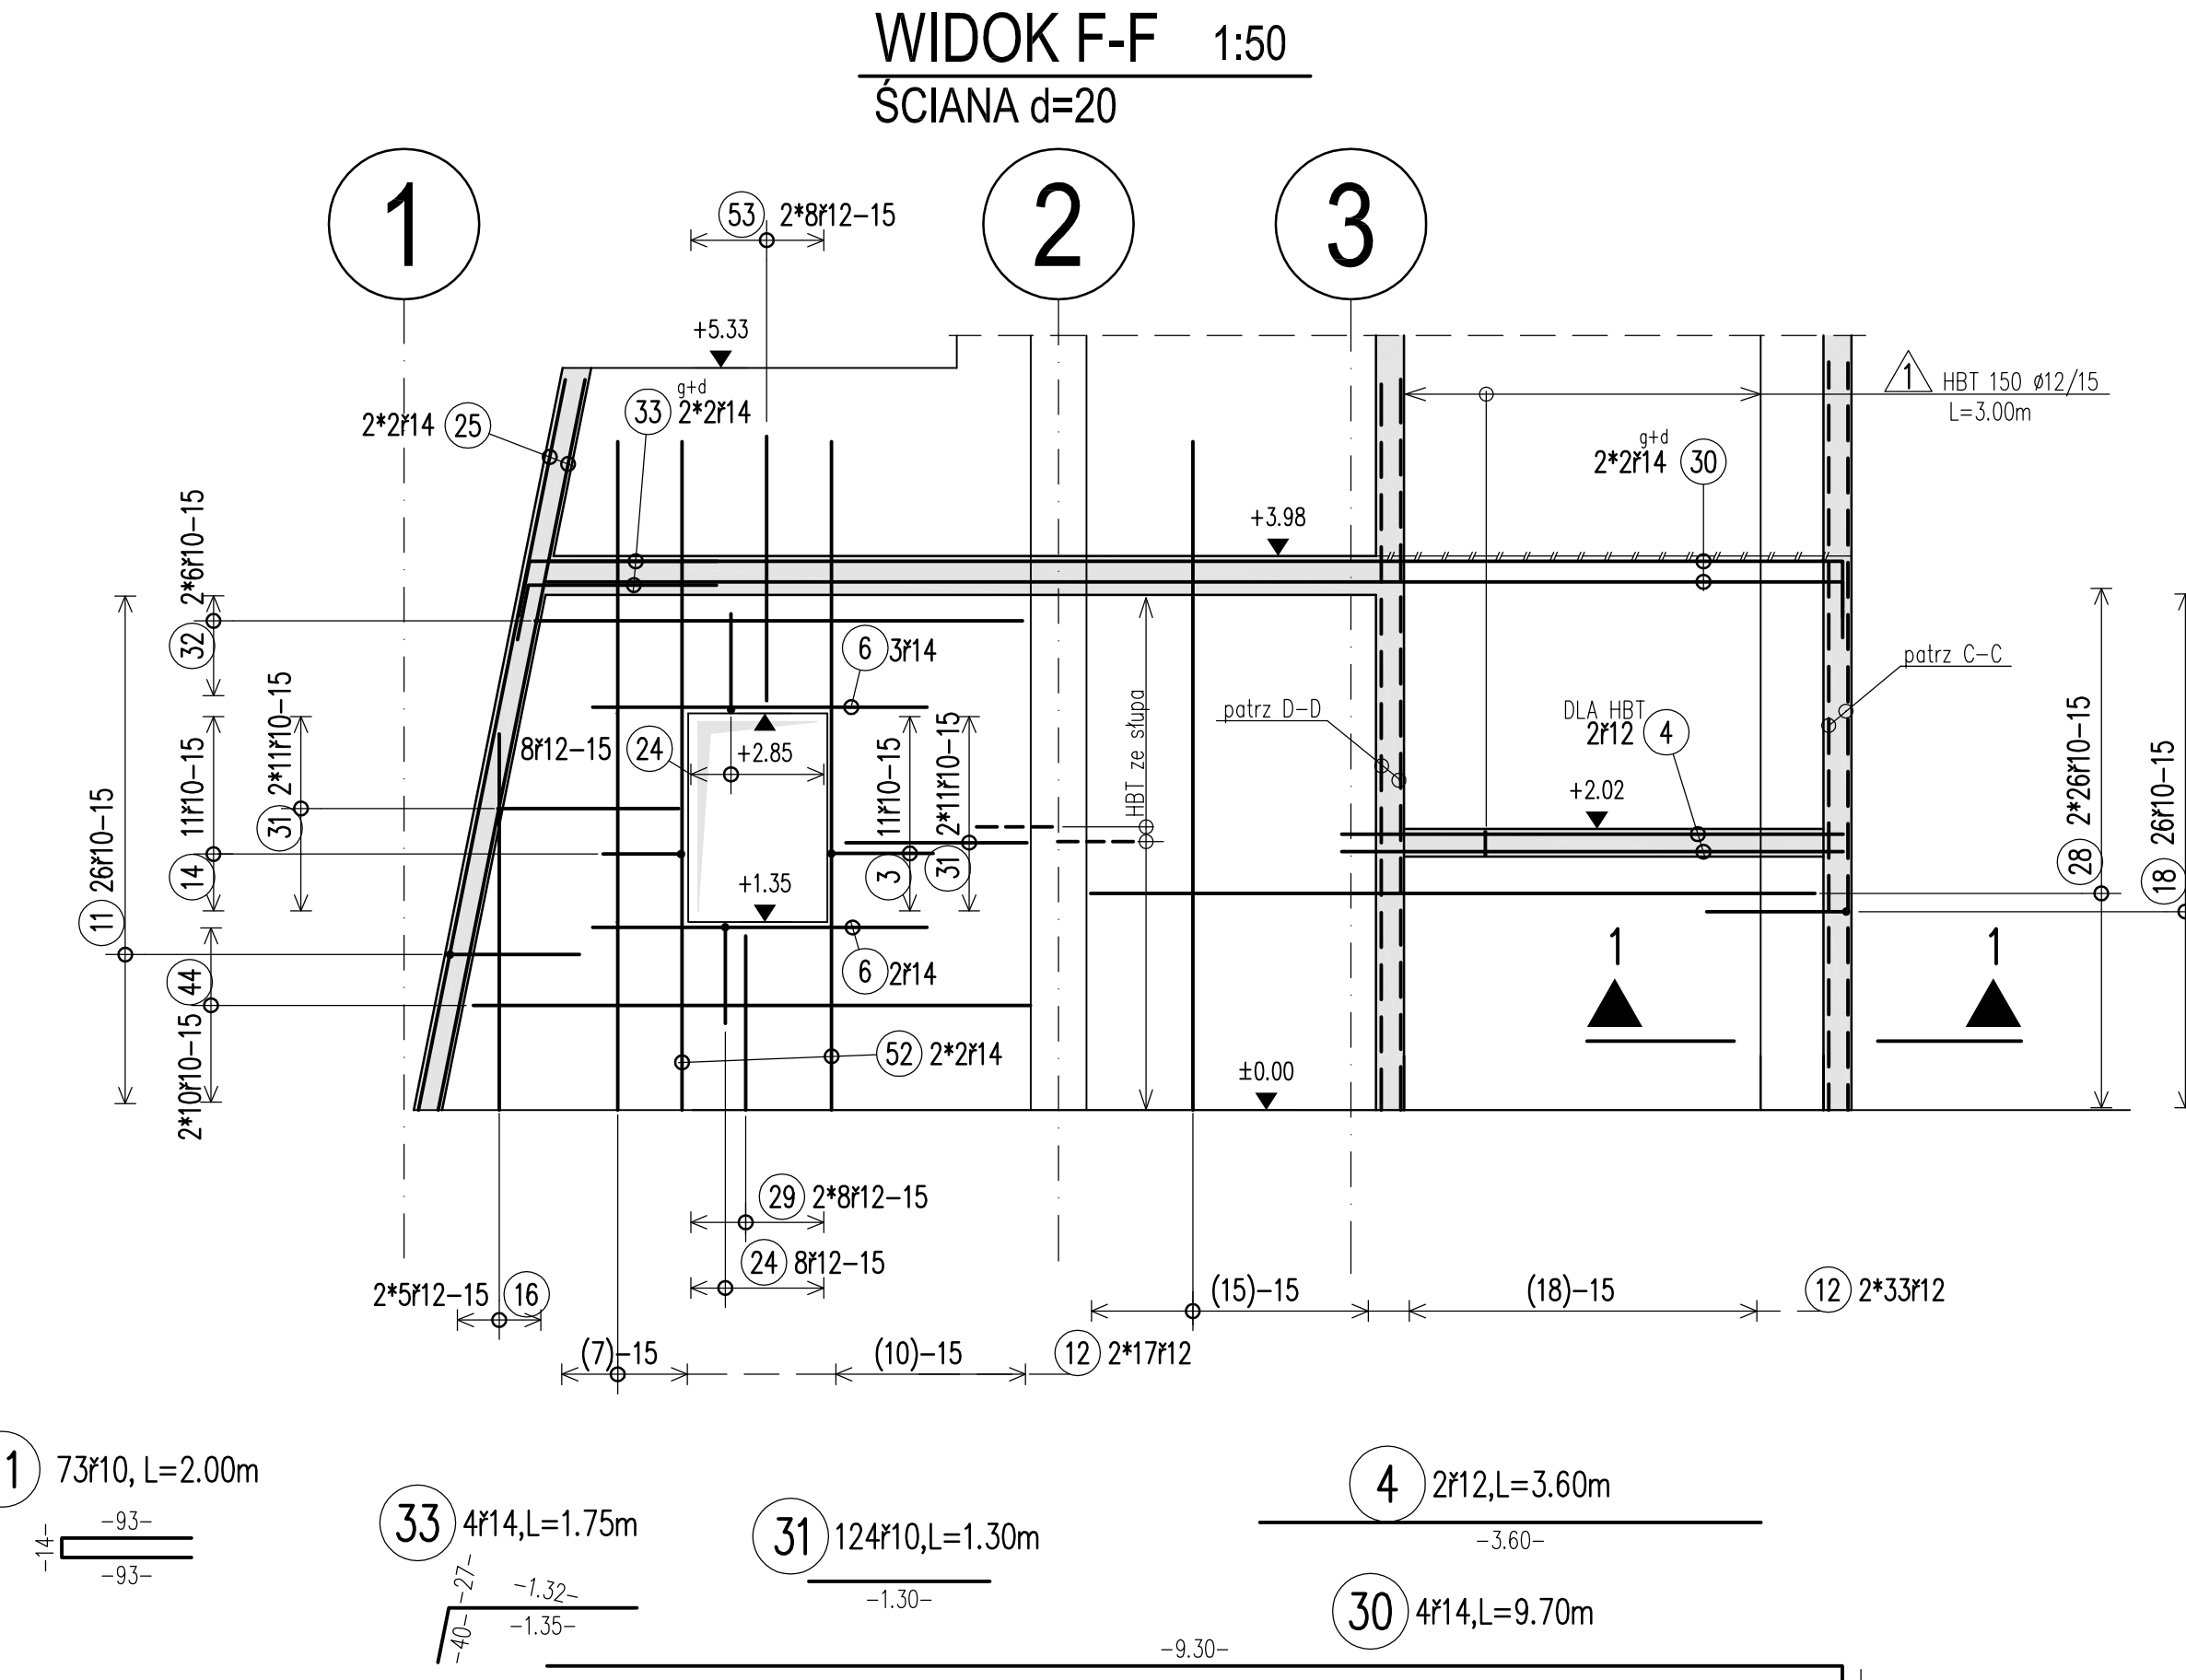 WIDOK F-F 1:50
ŚCIANA d=20
1
2
3
53 2*8ř12-15
+5.33
g+d
33 2*2ř14
2*2ř14 25
1 HBT 150 ø12/15
L=3.00m
g+d
2*2ř14 30
+3.98
32 2*6ř10-15
6 3ř14
patrz C-C
patrz D-D
DLA HBT
2ř12 4
8ř12-15 24
+2.85
HBT ze słupa
+2.02
11 26ř10-15
14 11ř10-15
31 2*11ř10-15
3 11ř10-15
31 2*11ř10-15
28 2*26ř10-15
18 26ř10-15
+1.35
1 1
2*10ř10-15 44
6 2ř14
52 2*2ř14
±0.00
29 2*8ř12-15
24 8ř12-15
2*5ř12-15 16
(15)-15
(18)-15
12 2*33ř12
(7)-15
(10)-15
12 2*17ř12
1 73ř10, L=2.00m
-93-
-14-
-93-
33 4ř14,L=1.75m
-27-
-1.32-
-40-
-1.35-
31 124ř10,L=1.30m
-1.30-
4 2ř12,L=3.60m
-3.60-
30 4ř14,L=9.70m
-9.30-